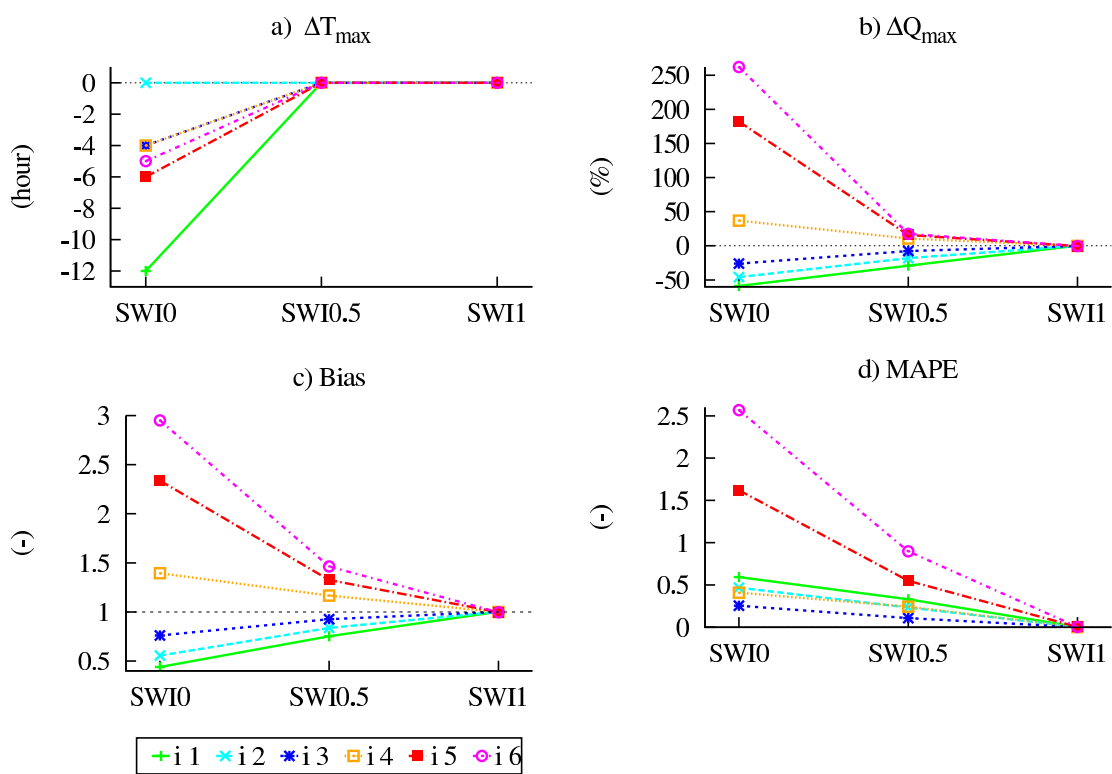 a) ΔTmax
b) ΔQmax
0
-2
-4
-6
-8
-10
-12
(hour)
SWI0 SWI0.5 SWI1
250
200
150
100
50
0
-50
(%)
SWI0 SWI0.5 SWI1
c) Bias
d) MAPE
3
2.5
2
1.5
1
0.5
(-)
SWI0 SWI0.5 SWI1
2.5
2
1.5
1
0.5
0
(-)
SWI0 SWI0.5 SWI1
i 1 i 2 i 3 i 4 i 5 i 6